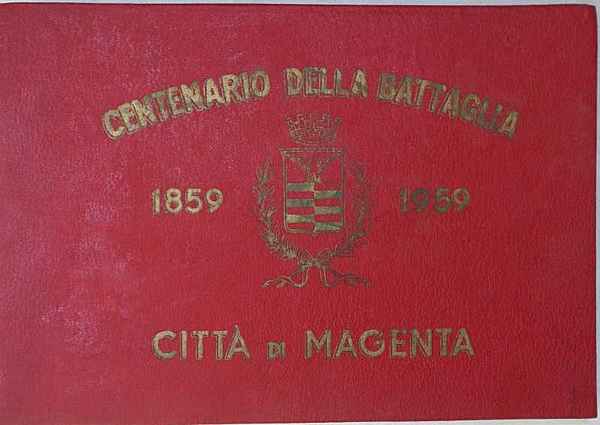 CENTENARIO DELLA BATTAGLIA
1859 1959
CITTÀ DI MAGENTA